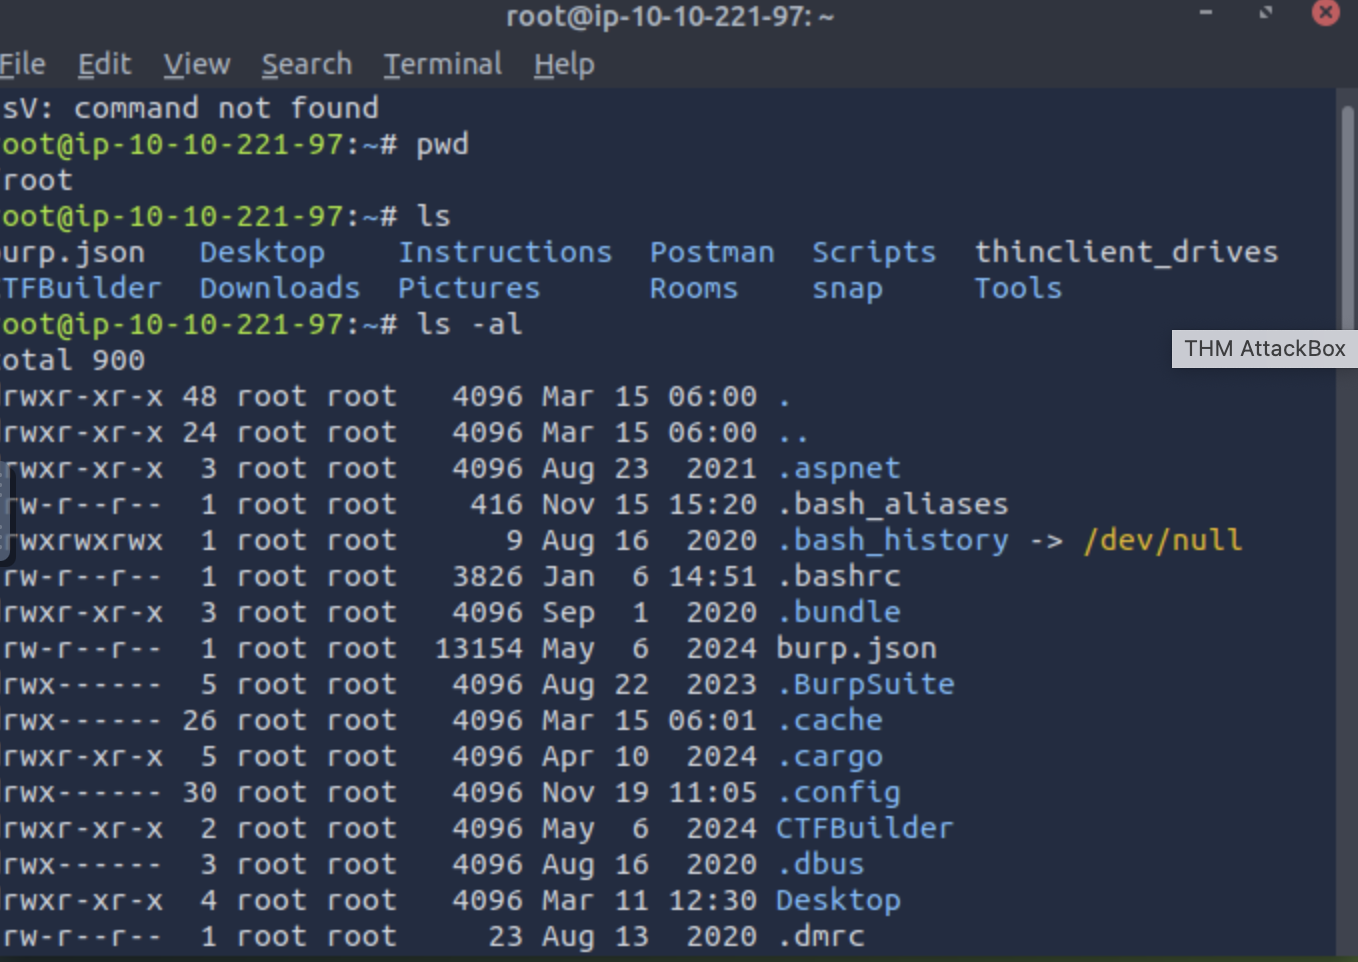 root@ip-10-10-221-97: ~
File Edit View Search Terminal Help
sV: command not found
oot@ip-10-10-221-97:~# pwd
root
oot@ip-10-10-221-97:~# ls
urp.json Desktop Instructions Postman Scripts thinclient_drives
TFBuilder Downloads Pictures Rooms snap Tools
oot@ip-10-10-221-97:~# ls -al
otal 900
rwxr-xr-x 48 root root 4096 Mar 15 06:00 .
rwxr-xr-x 24 root root 4096 Mar 15 06:00 ..
rwxr-xr-x 3 root root 4096 Aug 23 2021 .aspnet
rw-r--r-- 1 root root 416 Nov 15 15:20 .bash_aliases
rwxrwxrwx 1 root root 9 Aug 16 2020 .bash_history -> /dev/null
rw-r--r-- 1 root root 3826 Jan 6 14:51 .bashrc
rwxr-xr-x 3 root root 4096 Sep 1 2020 .bundle
rw-r--r-- 1 root root 13154 May 6 2024 burp.json
rwx------ 5 root root 4096 Aug 22 2023 .BurpSuite
rwx------ 26 root root 4096 Mar 15 06:01 .cache
rwxr-xr-x 5 root root 4096 Apr 10 2024 .cargo
rwx------ 30 root root 4096 Nov 19 11:05 .config
rwxr-xr-x 2 root root 4096 May 6 2024 CTFBuilder
rwx------ 3 root root 4096 Aug 16 2020 .dbus
rwxr-xr-x 4 root root 4096 Mar 11 12:30 Desktop
rw-r--r-- 1 root root 23 Aug 13 2020 .dmrc
THM AttackBox